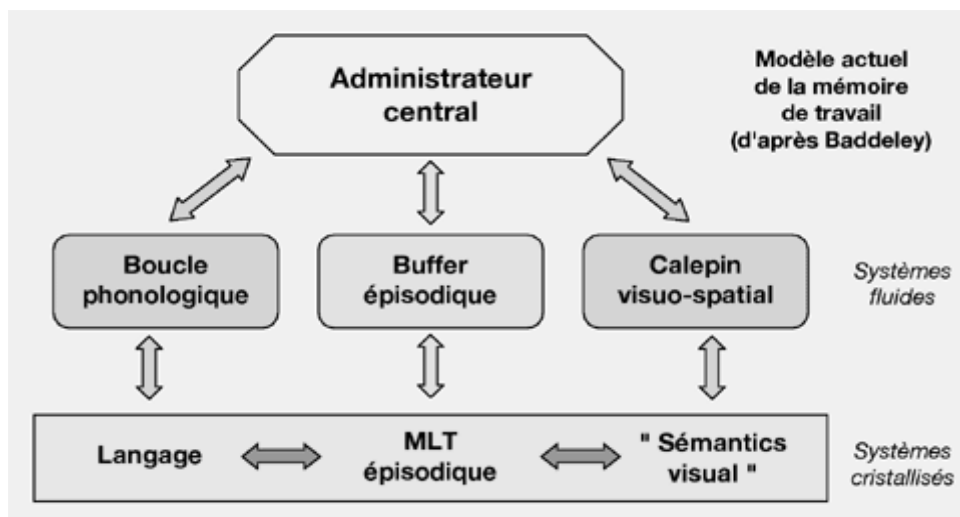 Administrateur
central
Modèle actuel
de la mémoire
de travail
(d'après Baddeley)
Boucle
phonologique
Buffer
épisodique
Calepin
visuo-spatial
Systèmes
fluides
Langage
MLT
épisodique
" Sémantics
visual "
Systèmes
cristallisés